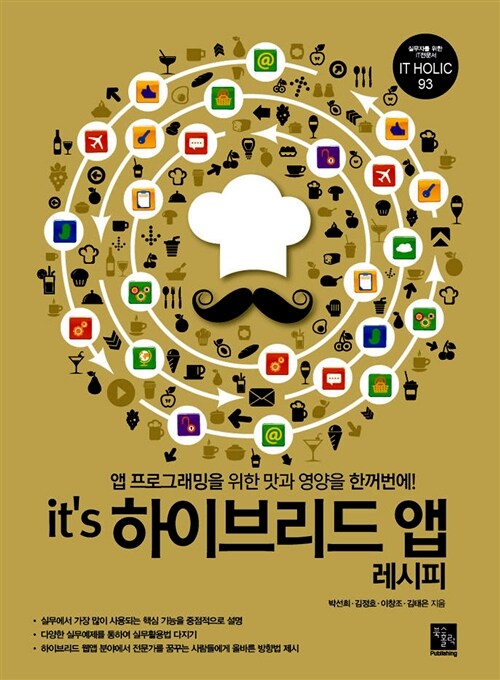 실무자를 위한
IT전문서
IT HOLIC
93
앱 프로그래밍을 위한 맛과 영양을 한꺼번에!
it's 하이브리드 앱
레시피
박선희 · 김정호 · 이창조 · 김태은 지음
• 실무에서 가장 많이 사용되는 핵심 기능을 중점적으로 설명
• 다양한 실무예제를 통하여 실무활용법 다지기
• 하이브리드 웹앱 분야에서 전문가를 꿈꾸는 사람들에게 올바른 방향법 제시
북스홀릭
Publishing